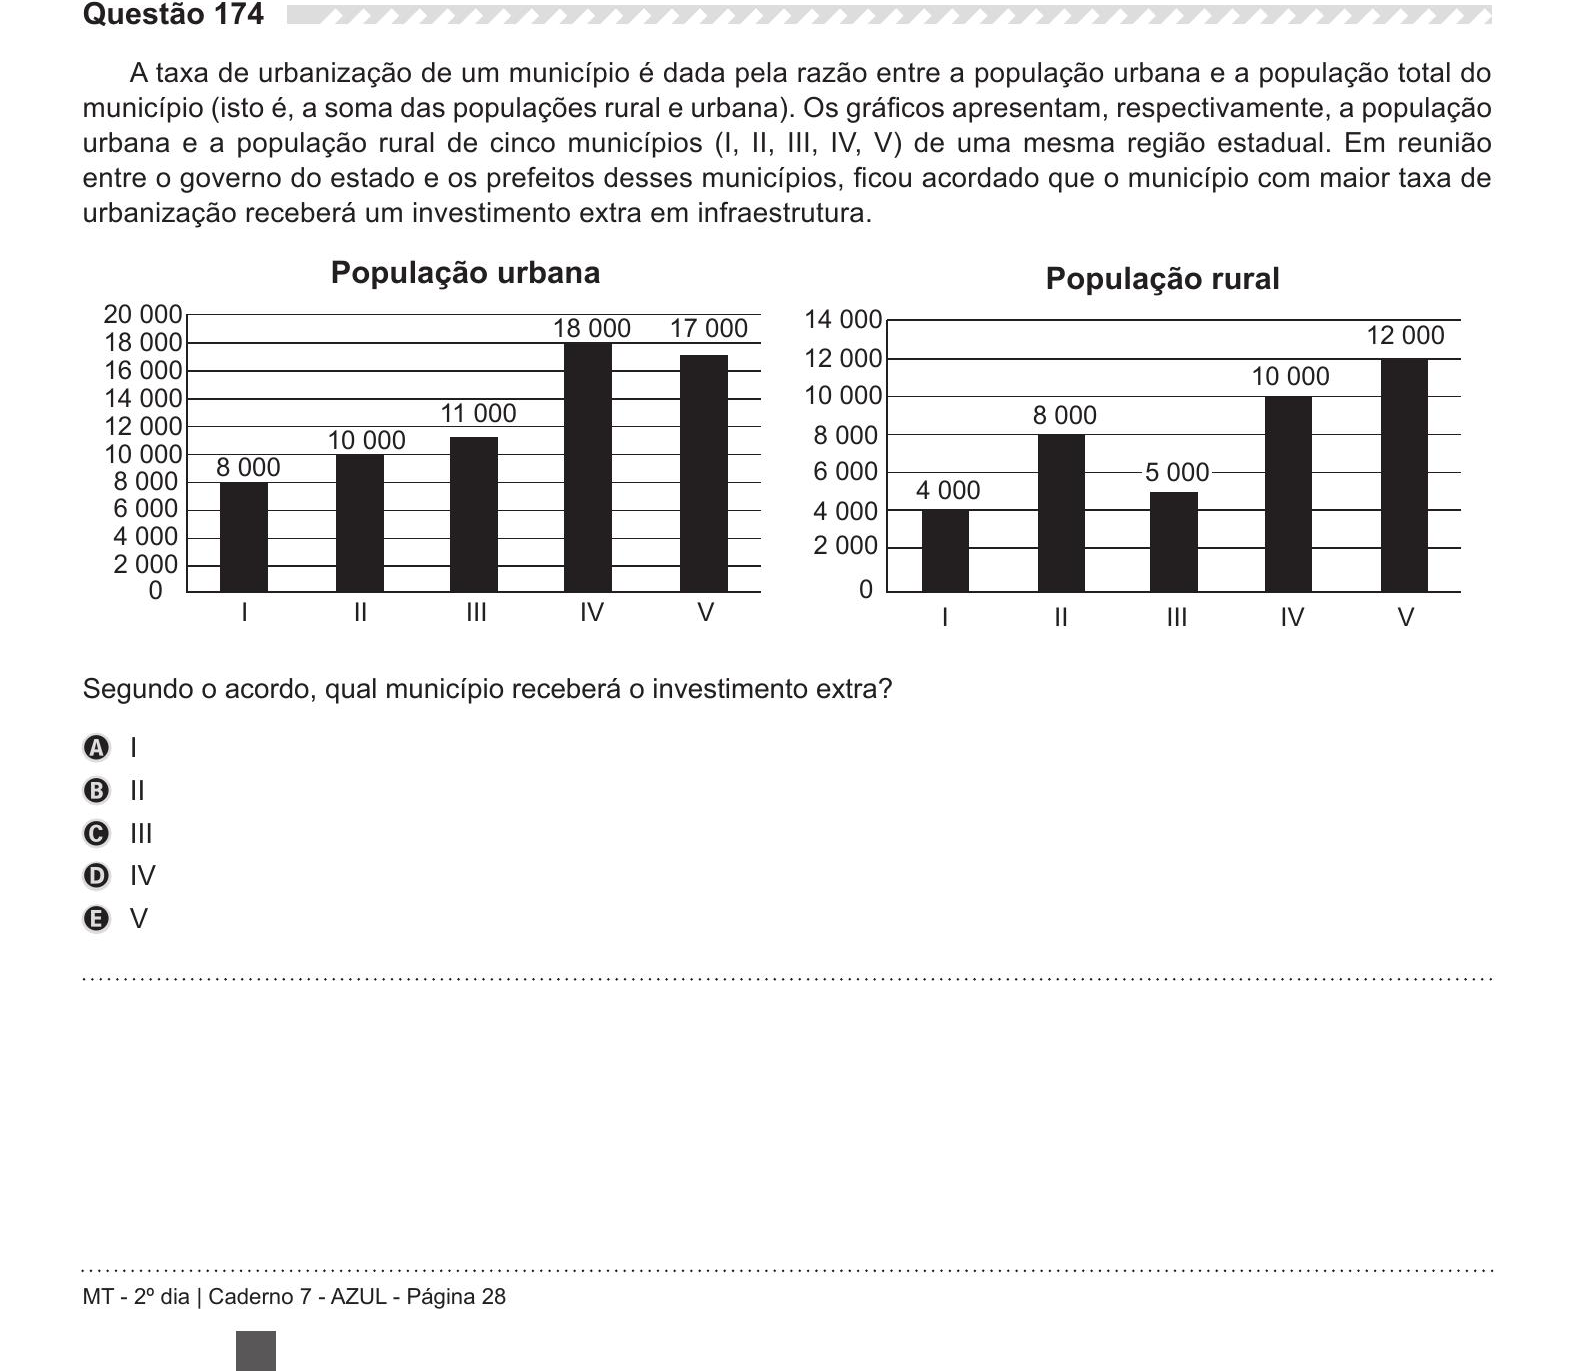 Questão 174
A taxa de urbanização de um município é dada pela razão entre a população urbana e a população total do
município (isto é, a soma das populações rural e urbana). Os gráficos apresentam, respectivamente, a população
urbana e a população rural de cinco municípios (I, II, III, IV, V) de uma mesma região estadual. Em reunião
entre o governo do estado e os prefeitos desses municípios, ficou acordado que o município com maior taxa de
urbanização receberá um investimento extra em infraestrutura.
População urbana
20 000
18 000
16 000
14 000
12 000
10 000
8 000
6 000
4 000
2 000
0
8 000
10 000
11 000
18 000
17 000
I
II
III
IV
V
População rural
14 000
12 000
10 000
8 000
6 000
4 000
2 000
0
4 000
8 000
5 000
10 000
12 000
I
II
III
IV
V
Segundo o acordo, qual município receberá o investimento extra?
A I
B II
C III
D IV
E V
MT - 2º dia | Caderno 7 - AZUL - Página 28